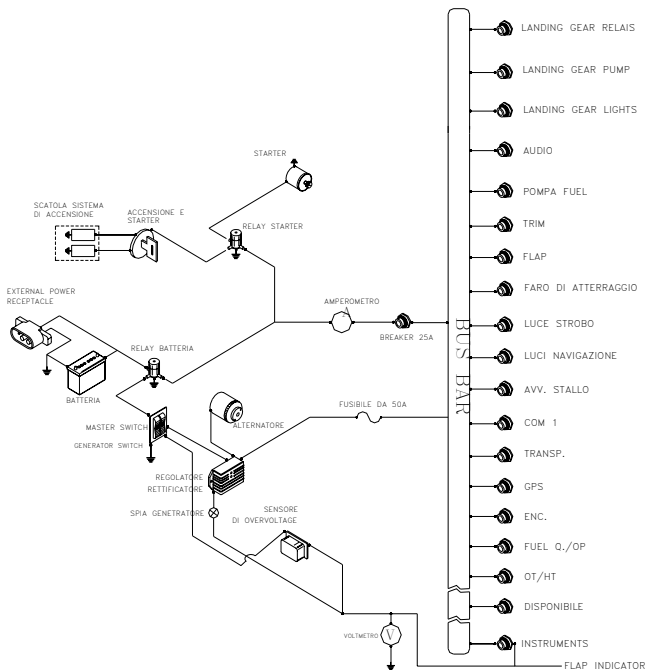 LANDING GEAR RELAIS
LANDING GEAR PUMP
LANDING GEAR LIGHTS
AUDIO
POMPA FUEL
TRIM
FLAP
FARO DI ATTERRAGGIO
LUCE STROBO
LUCI NAVIGAZIONE
AVV. STALLO
COM 1
TRANSP.
GPS
ENC.
FUEL Q./OP
OT/HT
DISPONIBILE
INSTRUMENTS
FLAP INDICATOR
BUS BAR
STARTER
SCATOLA SISTEMA
DI ACCENSIONE
ACCENSIONE E
STARTER
RELAY STARTER
EXTERNAL POWER
RECEPTACLE
AMPEROMETRO
BREAKER 25A
RELAY BATTERIA
BATTERIA
MASTER SWITCH
GENERATOR SWITCH
ALTERNATORE
FUSIBILE DA 50A
REGOLATORE
RETTIFICATORE
SPIA GENETRATORE
SENSORE
DI OVERVOLTAGE
VOLTMETRO
V